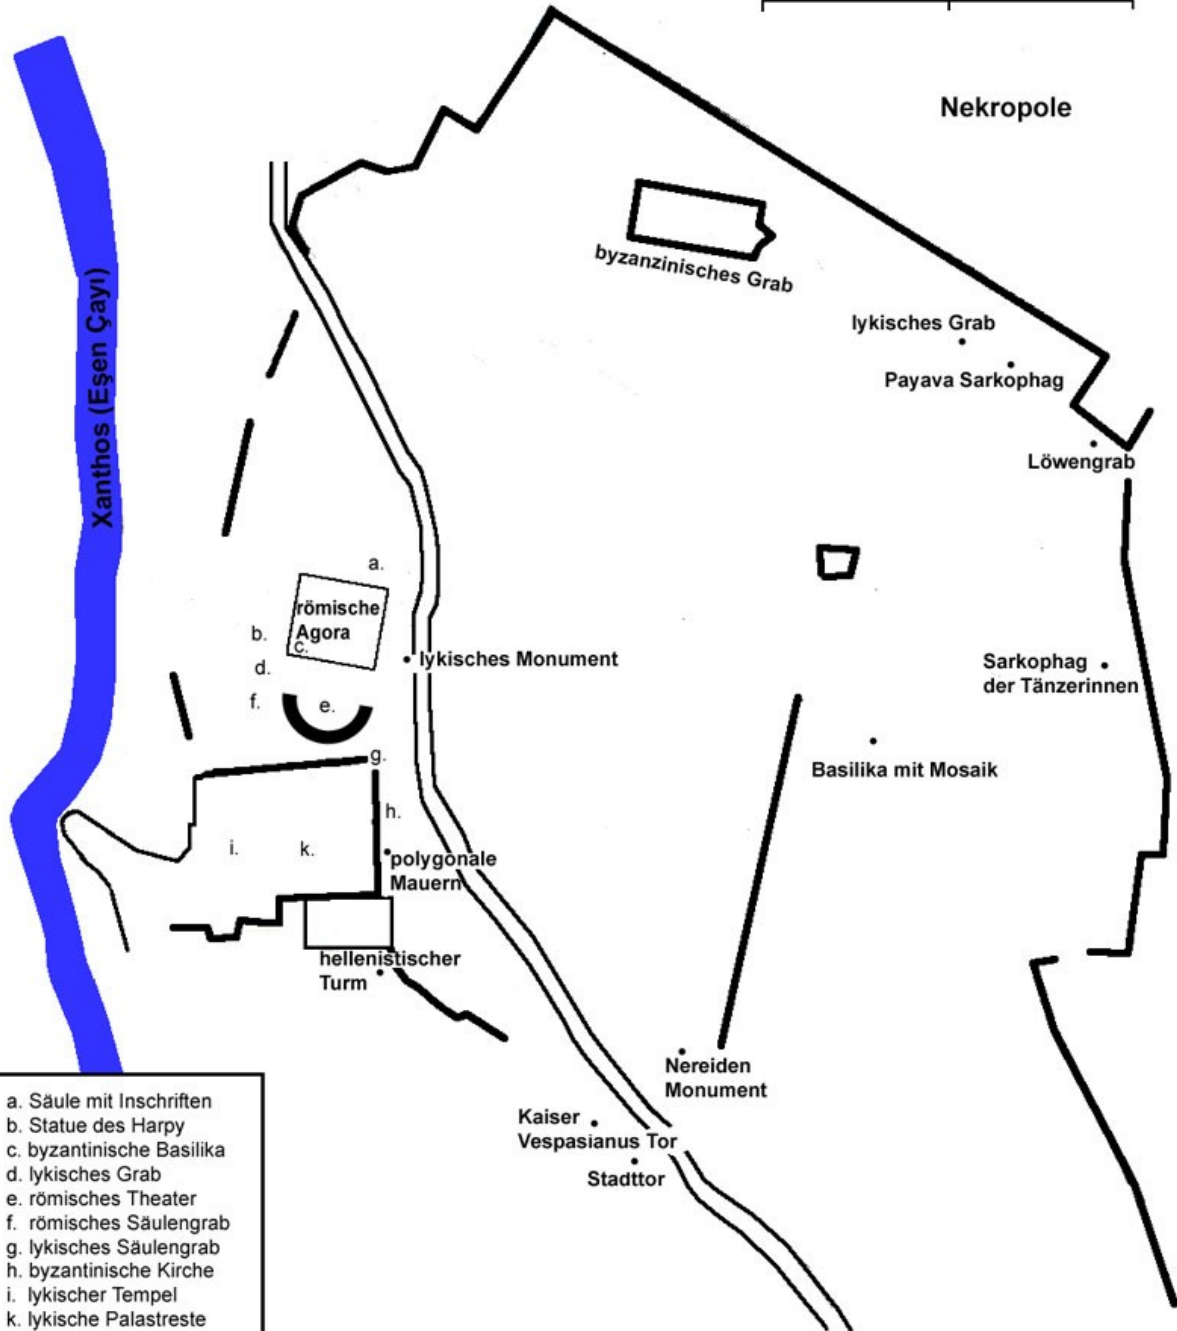 Nekropole
byzanzinisches Grab
lykisches Grab
Payava Sarkophag
Löwengrab
Xanthos (Eşen Çayı)
a.
römische
Agora
b.
c.
d.
lykisches Monument
Sarkophag
der Tänzerinnen
f.
e.
g.
Basilika mit Mosaik
h.
i.
k.
polygonale
Mauern
hellenistischer
Turm
Nereiden
Monument
Kaiser
Vespasianus Tor
Stadttor
a. Säule mit Inschriften
b. Statue des Harpy
c. byzantinische Basilika
d. lykisches Grab
e. römisches Theater
f. römisches Säulengrab
g. lykisches Säulengrab
h. byzantinische Kirche
i. lykischer Tempel
k. lykische Palastreste